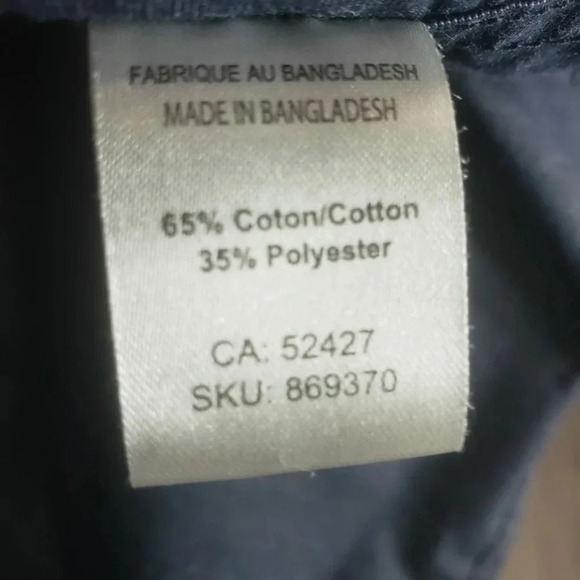 FABRIQUE AU BANGLADESH
MADE IN BANGLADESH
65% Coton/Cotton
35% Polyester
CA: 52427
SKU: 869370